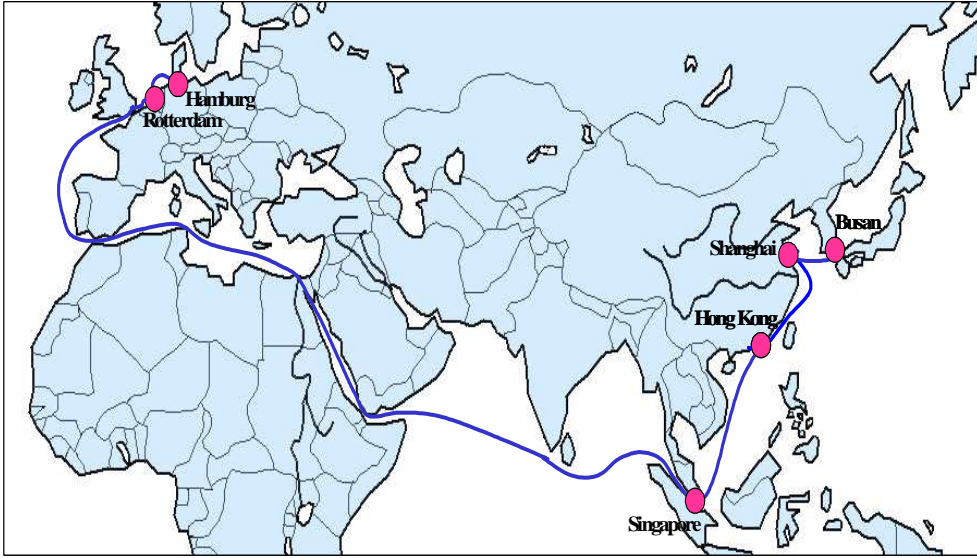 Hamburg
Rotterdam
Busan
Shanghai
Hong Kong
Singapore